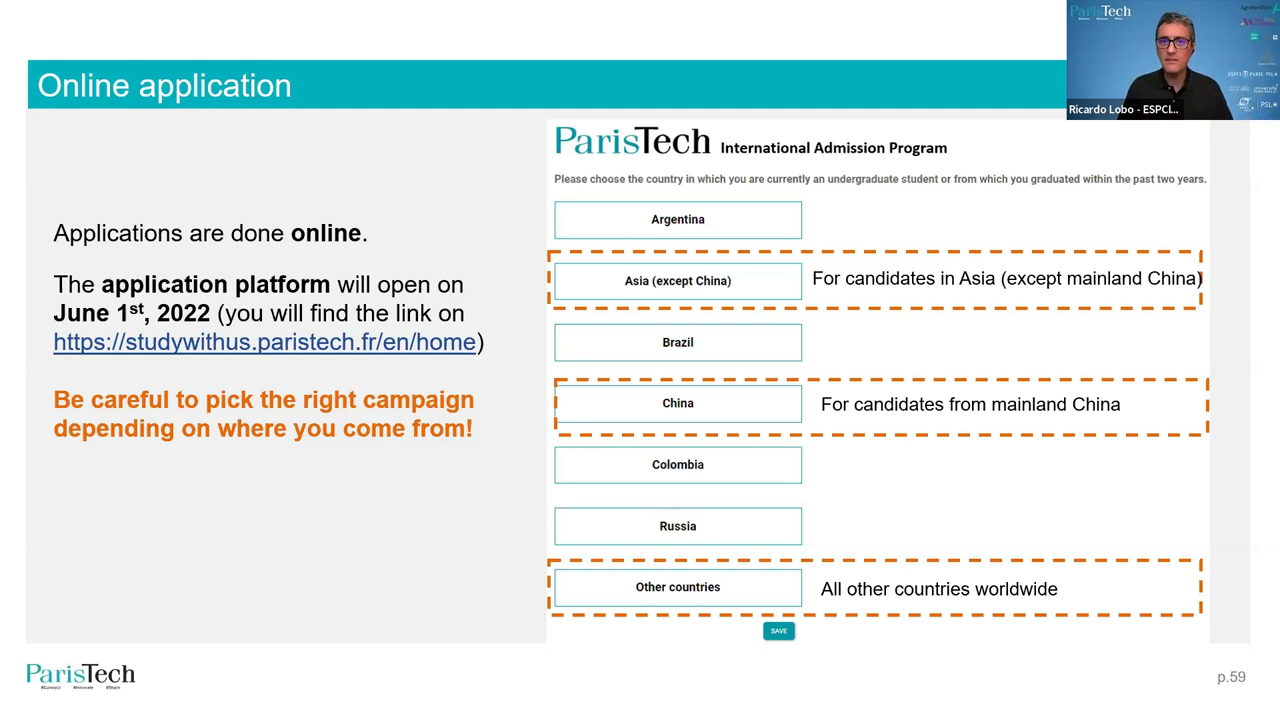 Online application
ParisTech
Ricardo Lobo - ESPCI...
ParisTech International Admission Program
Please choose the country in which you are currently an undergraduate student or from which you graduated within the past two years.
Applications are done online.
The application platform will open on
June 1st, 2022 (you will find the link on
https://studywithus.paristech.fr/en/home)
Be careful to pick the right campaign
depending on where you come from!
Argentina
Asia (except China) For candidates in Asia (except mainland China)
Brazil
China For candidates from mainland China
Colombia
Russia
Other countries All other countries worldwide
SAVE
ParisTech
#Connect #Innovate #Share
p.59